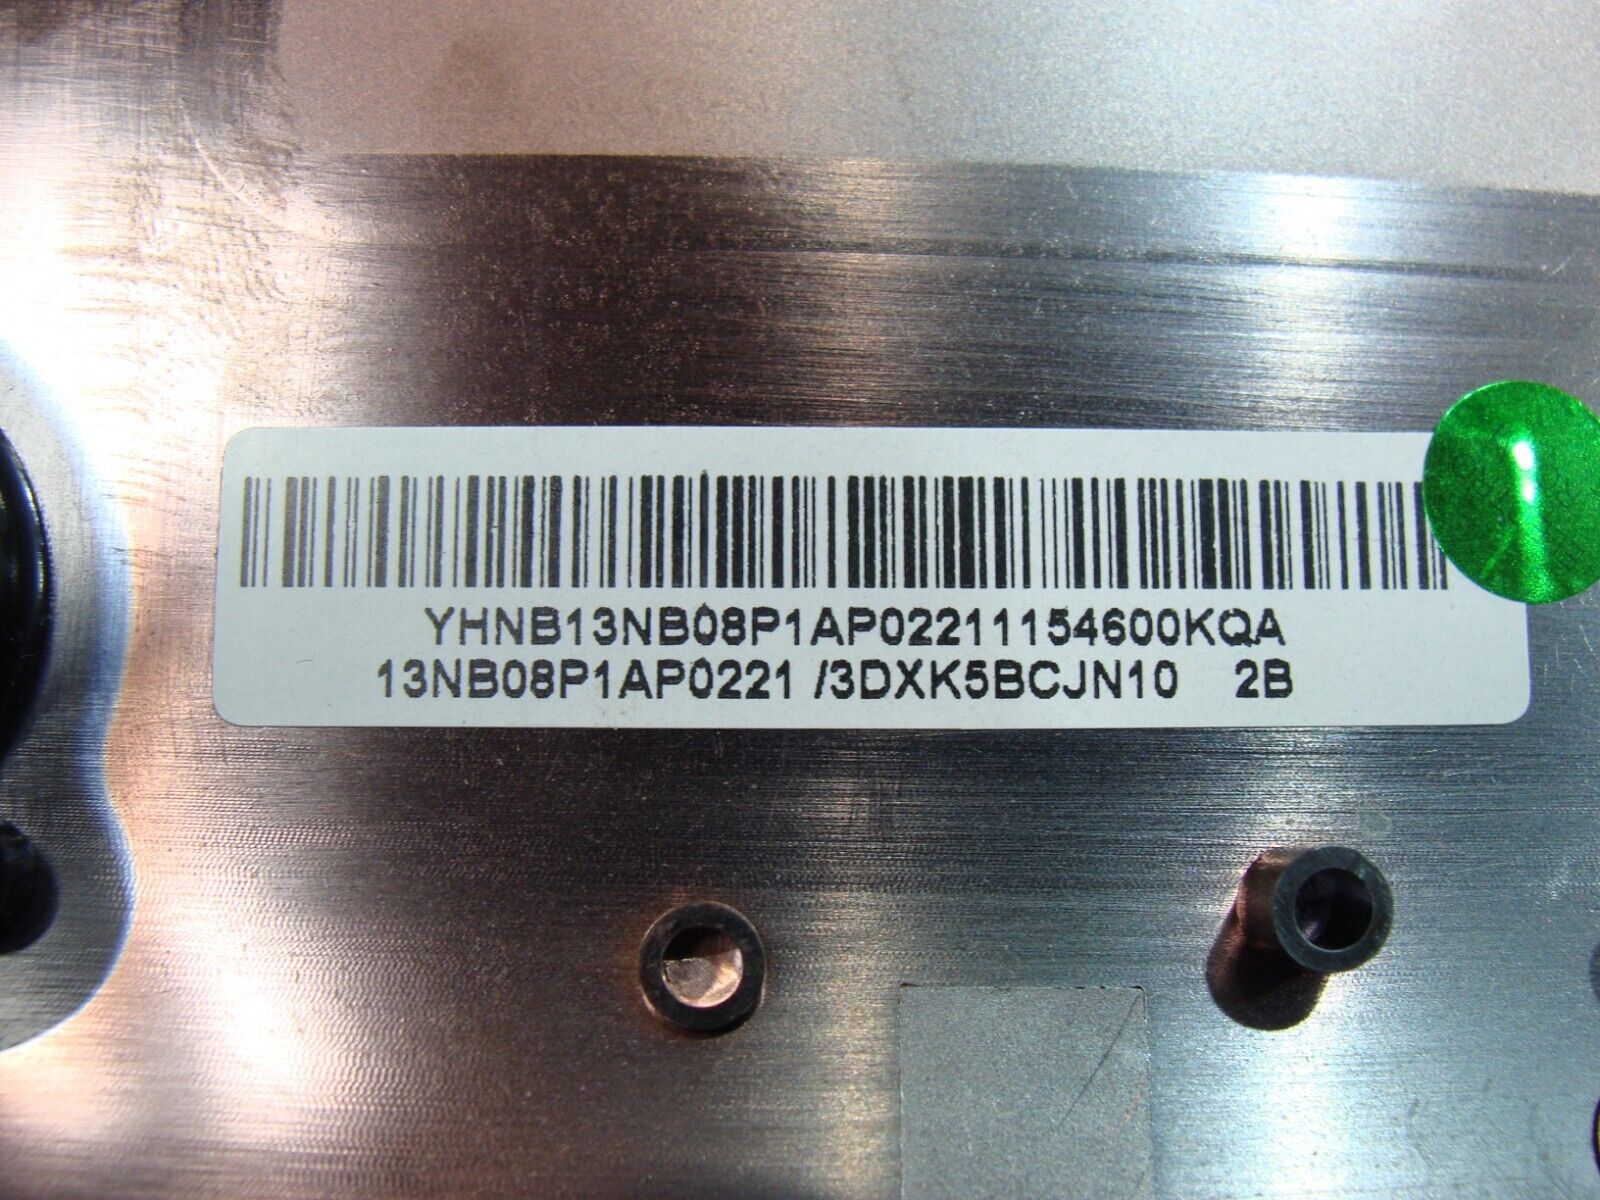 YHNB13NB08P1AP02211154600KQA
13NB08P1AP0221 /3DXK5BCJN10 2B